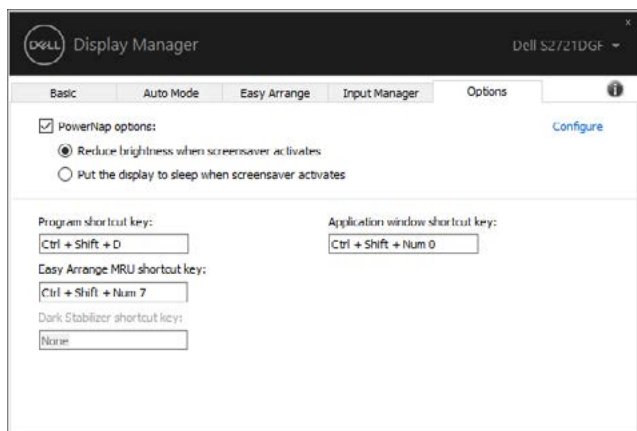 DELL Display Manager
Dell S2721DGF
x
Basic Auto Mode Easy Arrange Input Manager Options
PowerNap options:
Configure
Reduce brightness when screensaver activates
Put the display to sleep when screensaver activates
Program shortcut key:
Application window shortcut key:
Ctrl + Shift + D
Ctrl + Shift + Num 0
Easy Arrange MRU shortcut key:
Ctrl + Shift + Num 7
Dark Stabilizer shortcut key:
None